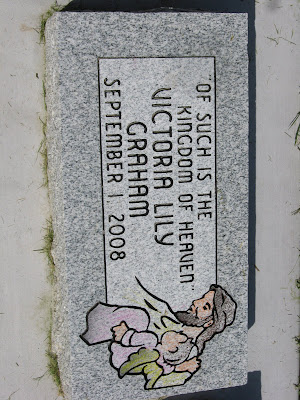 "OF SUCH IS THE
KINGDOM OF HEAVEN"
VICTORIA LILY
GRAHAM
SEPTEMBER 1, 2008